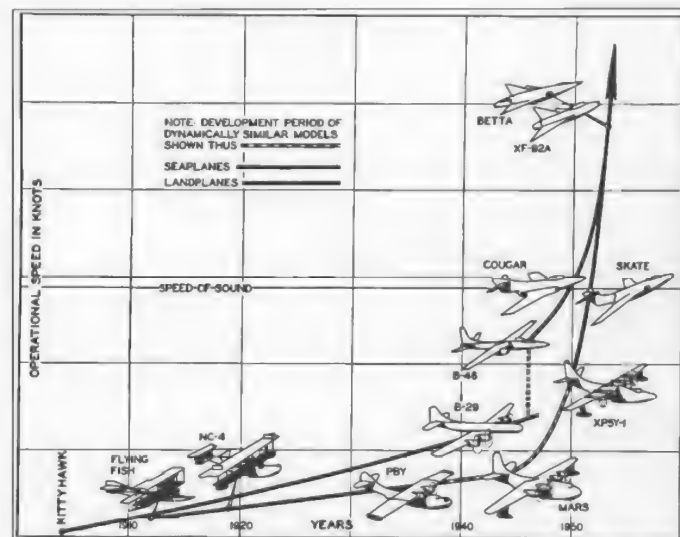 NOTE: DEVELOPMENT PERIOD OF
DYNAMICALLY SIMILAR MODELS
SHOWN THUS
SEAPLANES
LANDPLANES
BETTA
XF-92A
OPERATIONAL SPEED IN KNOTS
SPEED-OF-SOUND
COUGAR
SKATE
B-46
B-29
XP5Y-1
NC-4
FLYING
FISH
PBY
MARS
KITTYHAWK
1910
1920
YEARS
1940
1950